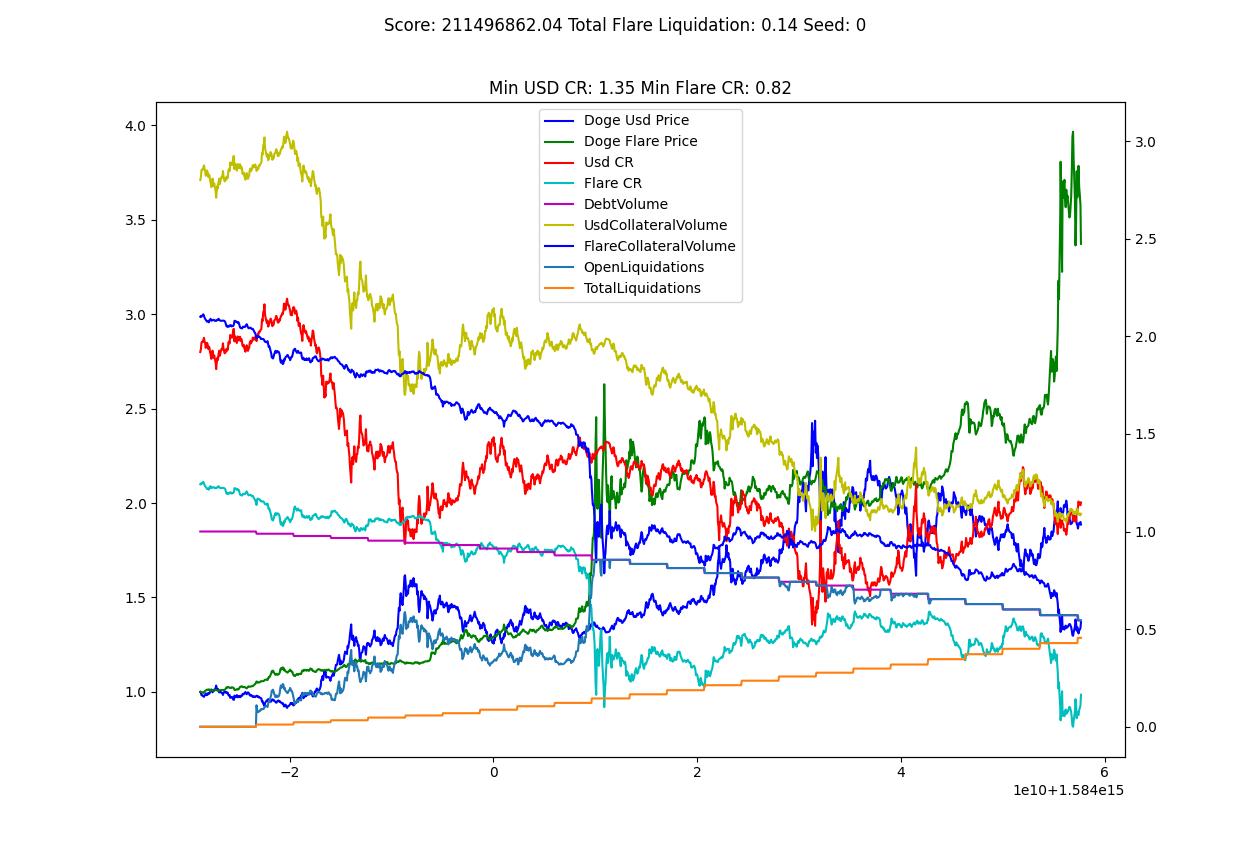 Score: 211496862.04 Total Flare Liquidation: 0.14 Seed: 0
Min USD CR: 1.35 Min Flare CR: 0.82
Doge Usd Price
Doge Flare Price
Usd CR
Flare CR
DebtVolume
UsdCollateralVolume
FlareCollateralVolume
OpenLiquidations
TotalLiquidations
4.0
3.5
3.0
2.5
2.0
1.5
1.0
3.0
2.5
2.0
1.5
1.0
0.5
0.0
−2 0 2 4 6
1e10+1.584e15